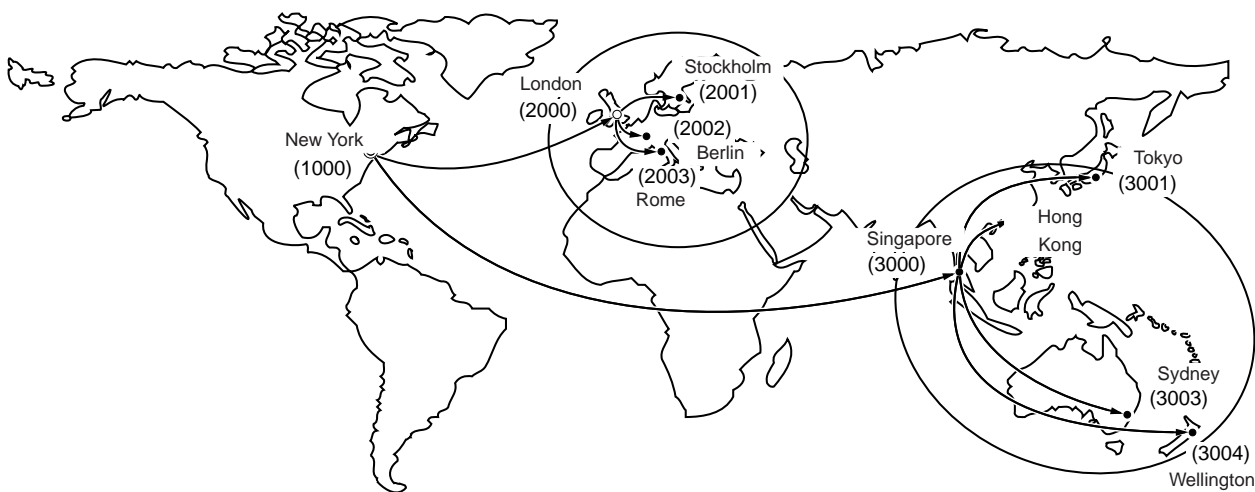 Stockholm
(2001)
London
(2000)
(2002)
Berlin
(2003)
Rome
New York
(1000)
Tokyo
(3001)
Hong
Kong
Singapore
(3000)
Sydney
(3003)
(3004)
Wellington